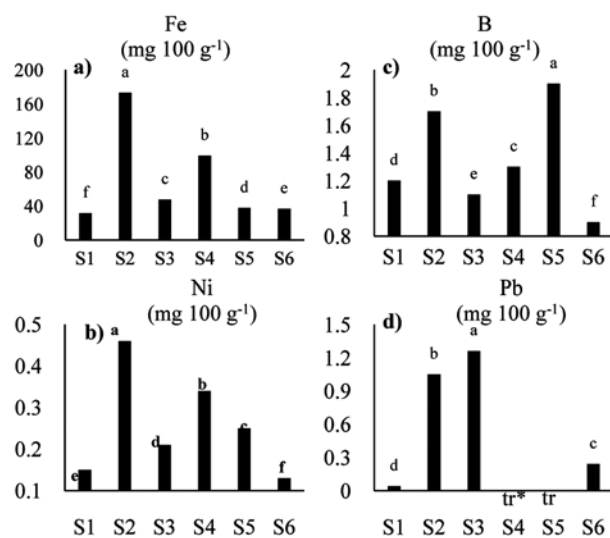 Fe
(mg 100 g⁻¹)
a)
200
160
120
80
40
0
f
a
c
b
d
e
S1 S2 S3 S4 S5 S6
B
(mg 100 g⁻¹)
c)
2
1.8
1.6
1.4
1.2
1
0.8
d
b
e
c
a
f
S1 S2 S3 S4 S5 S6
Ni
(mg 100 g⁻¹)
b)
0.5
0.4
0.3
0.2
0.1
e
a
d
b
c
f
S1 S2 S3 S4 S5 S6
Pb
(mg 100 g⁻¹)
d)
1.5
1.2
0.9
0.6
0.3
0
d
b
a
tr* tr
c
S1 S2 S3 S4 S5 S6